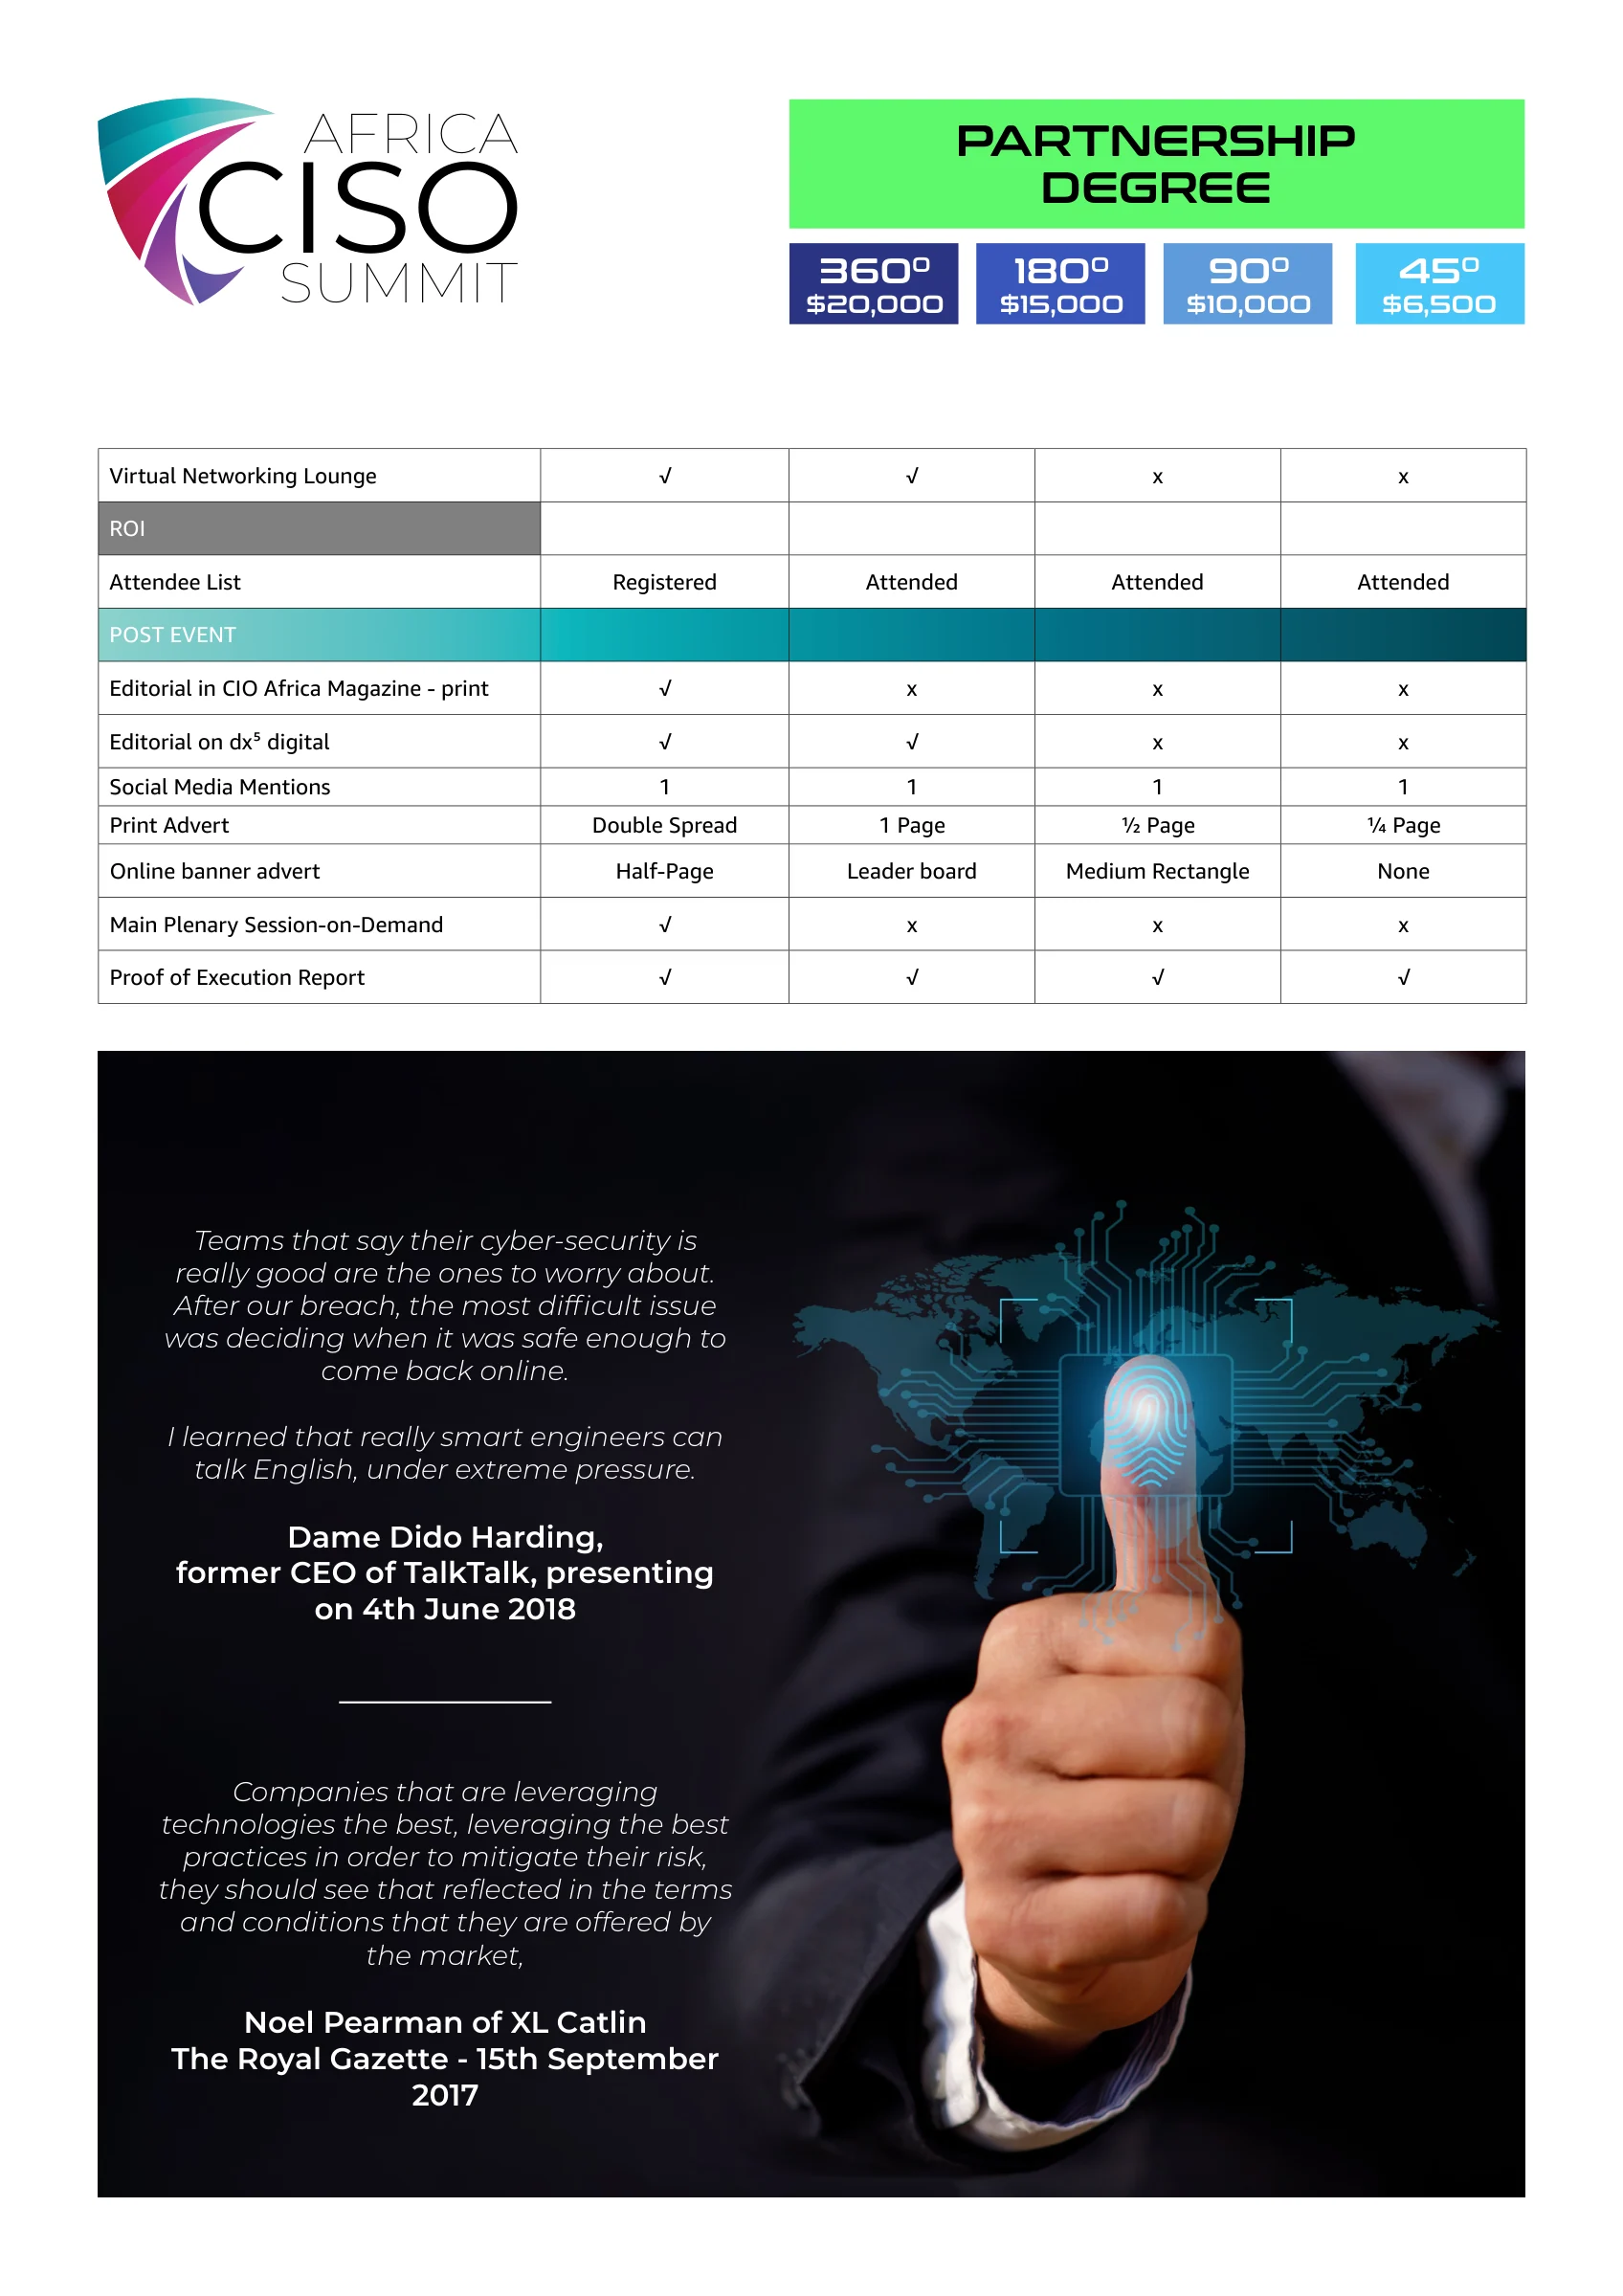 AFRICA
CISO
SUMMIT
PARTNERSHIP
DEGREE
360º 180º 90º 45º
$20,000 $15,000 $10,000 $6,500
Virtual Networking Lounge √ √ x x
ROI
Attendee List Registered Attended Attended Attended
POST EVENT
Editorial in CIO Africa Magazine - print √ x x x
Editorial on dx⁵ digital √ √ x x
Social Media Mentions 1 1 1 1
Print Advert Double Spread 1 Page ½ Page ¼ Page
Online banner advert Half-Page Leader board Medium Rectangle None
Main Plenary Session-on-Demand √ x x x
Proof of Execution Report √ √ √ √
Teams that say their cyber-security is
really good are the ones to worry about.
After our breach, the most difficult issue
was deciding when it was safe enough to
come back online.
I learned that really smart engineers can
talk English, under extreme pressure.
Dame Dido Harding,
former CEO of TalkTalk, presenting
on 4th June 2018
Companies that are leveraging
technologies the best, leveraging the best
practices in order to mitigate their risk,
they should see that reflected in the terms
and conditions that they are offered by
the market,
Noel Pearman of XL Catlin
The Royal Gazette - 15th September
2017